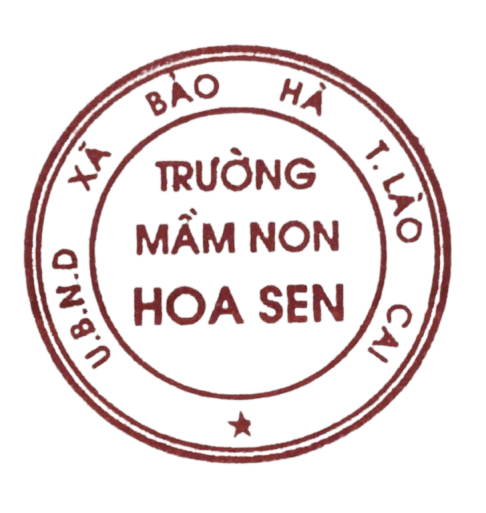 U.B.N.D XÃ BẢO HÀ T. LÀO CAI
TRƯỜNG
MẦM NON
HOA SEN